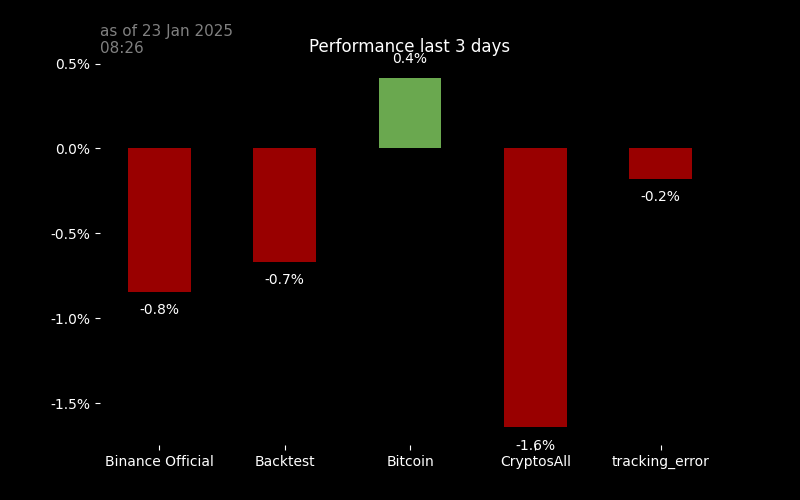 as of 23 Jan 2025
08:26
Performance last 3 days
0.5%
0.4%
0.0%
-0.2%
-0.5%
-0.7%
-0.8%
-1.0%
-1.5%
-1.6%
Binance Official
Backtest
Bitcoin
CryptosAll
tracking_error